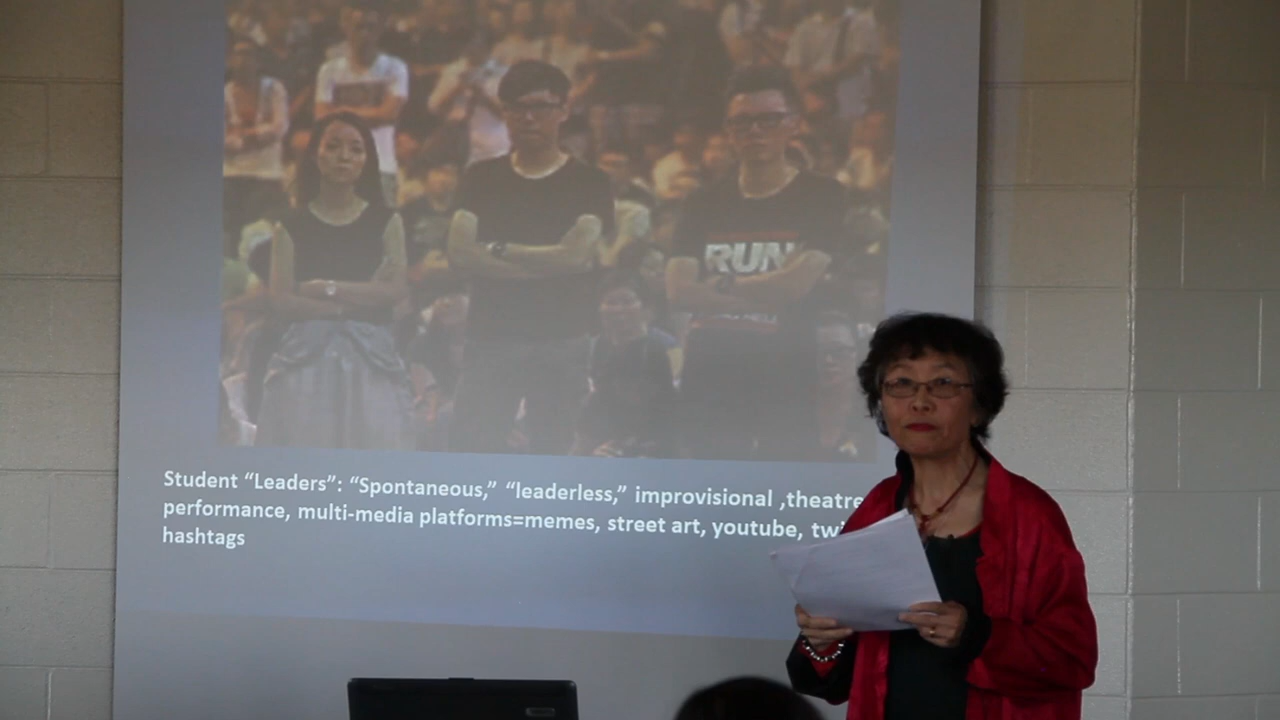 RUN
Student “Leaders”: “Spontaneous,” “leaderless,” improvisional ,theatre
performance, multi-media platforms=memes, street art, youtube,
hashtags